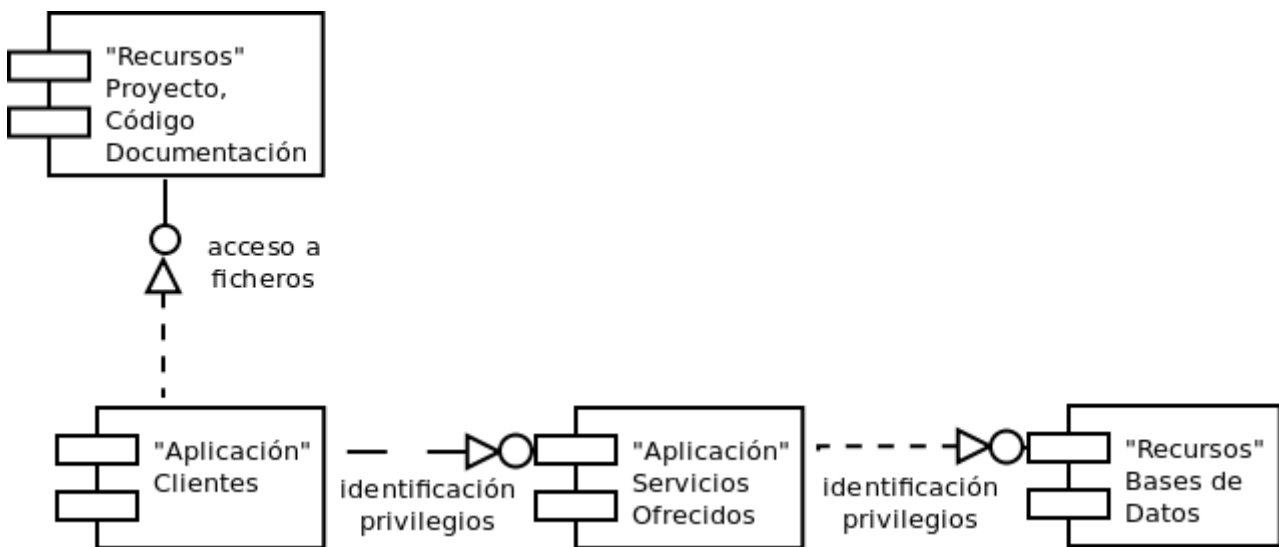 "Recursos"
Proyecto,
Código
Documentación
acceso a
ficheros
"Aplicación"
Clientes
identificación
privilegios
"Aplicación"
Servicios
Ofrecidos
identificación
privilegios
"Recursos"
Bases de
Datos